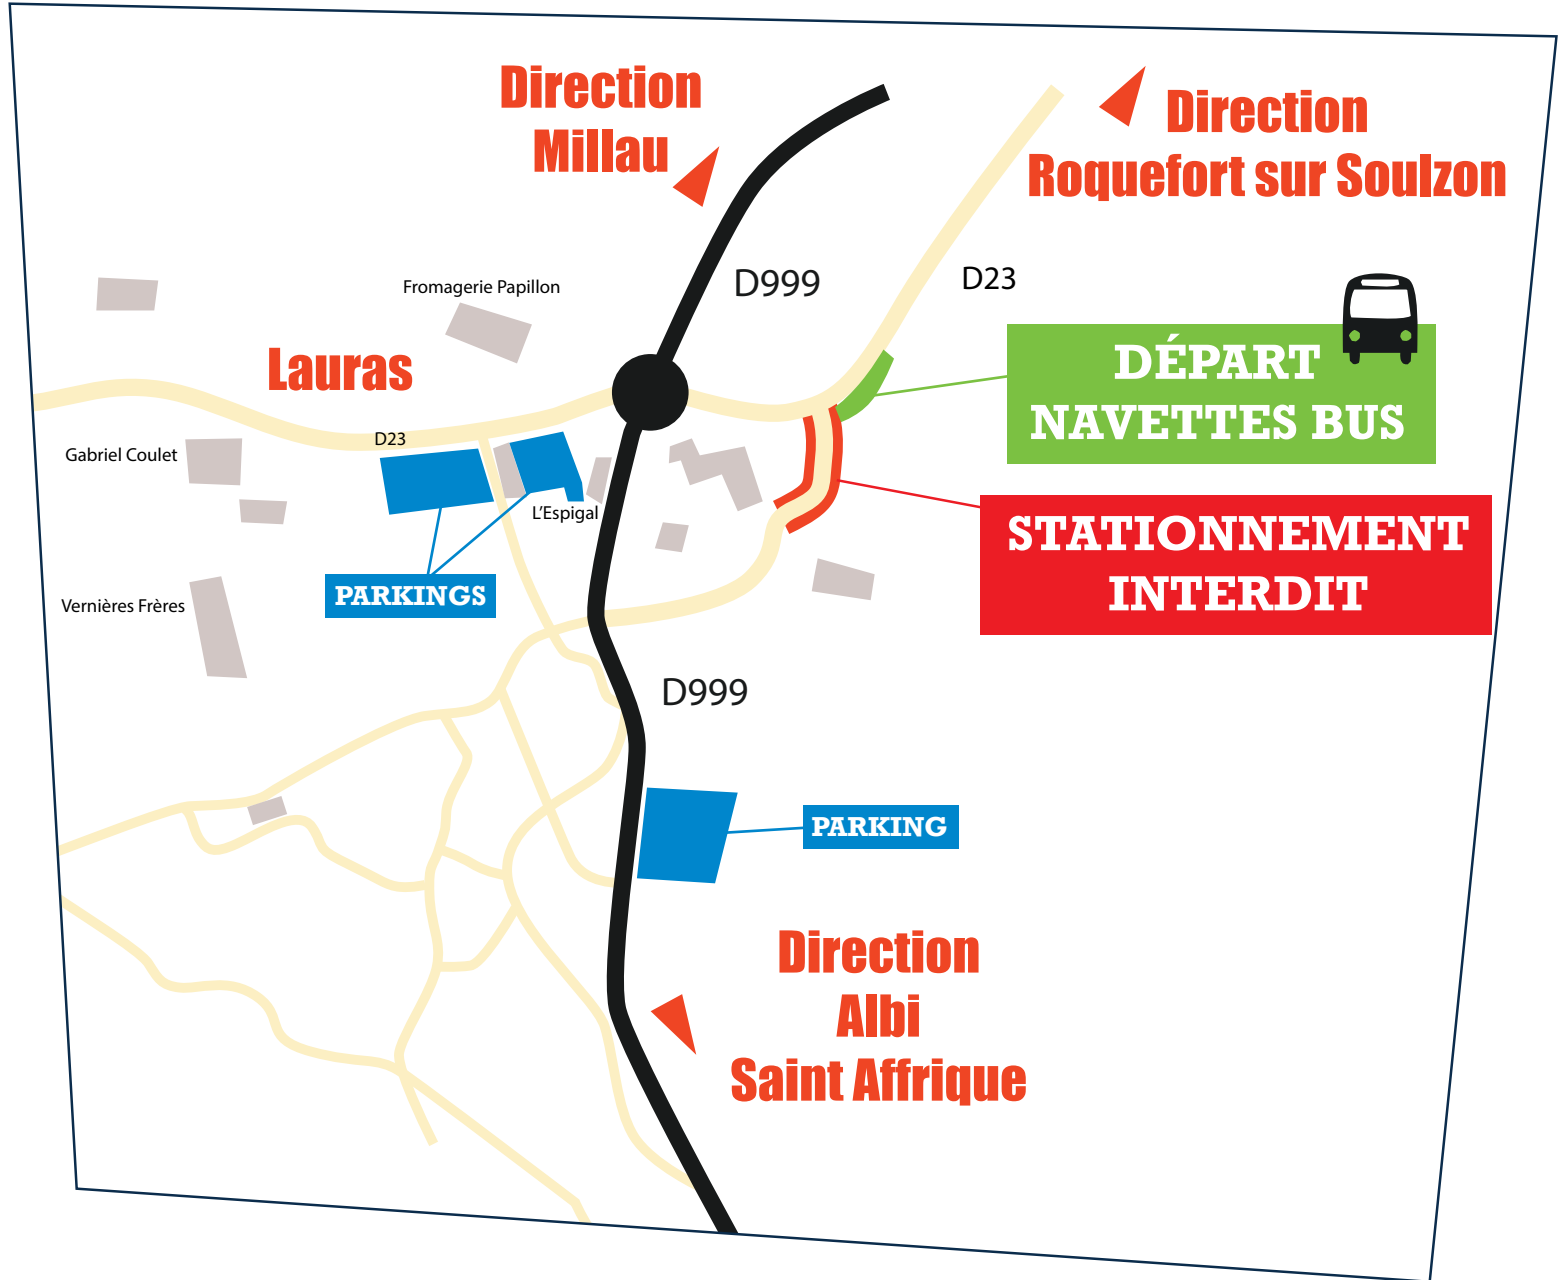 Direction
Millau
Direction
Roquefort sur Soulzon
D999
D23
Fromagerie Papillon
Lauras
DÉPART
NAVETTES BUS
D23
Gabriel Coulet
L'Espigal
STATIONNEMENT
INTERDIT
PARKINGS
Vernières Frères
D999
PARKING
Direction
Albi
Saint Affrique